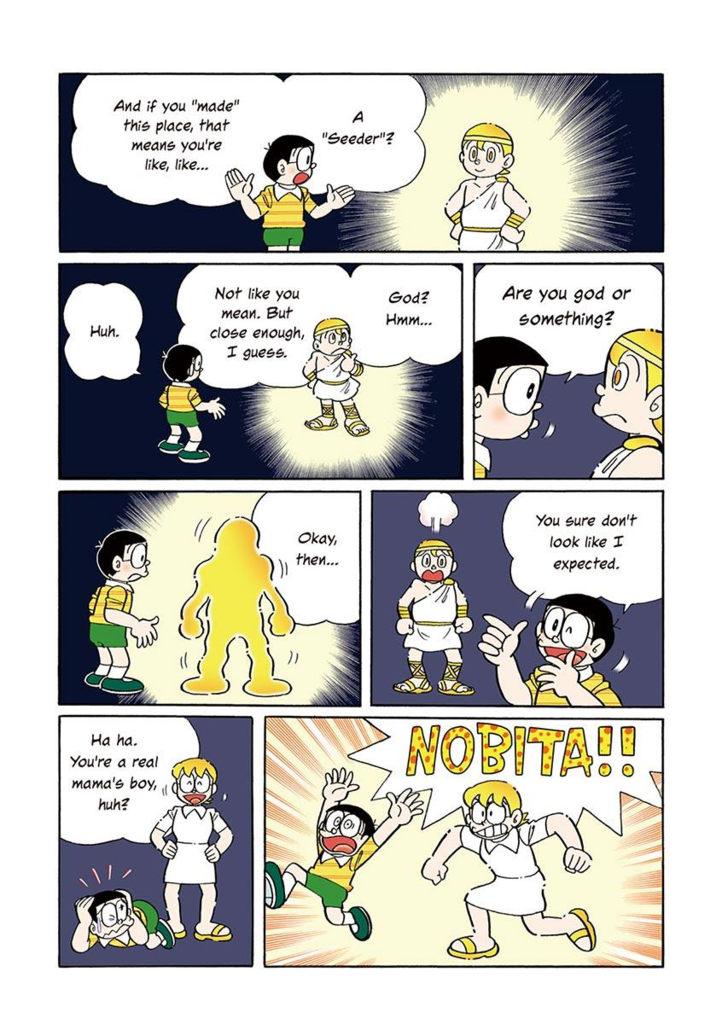 A
"Seeder"?
And if you "made"
this place, that
means you're
like, like...
Are you god or
something?
God?
Hmm...
Not like you
mean. But
close enough,
I guess.
Huh.
You sure don't
look like I
expected.
Okay,
then...
NOBITA!!
Ha ha.
You're a real
mama's boy,
huh?